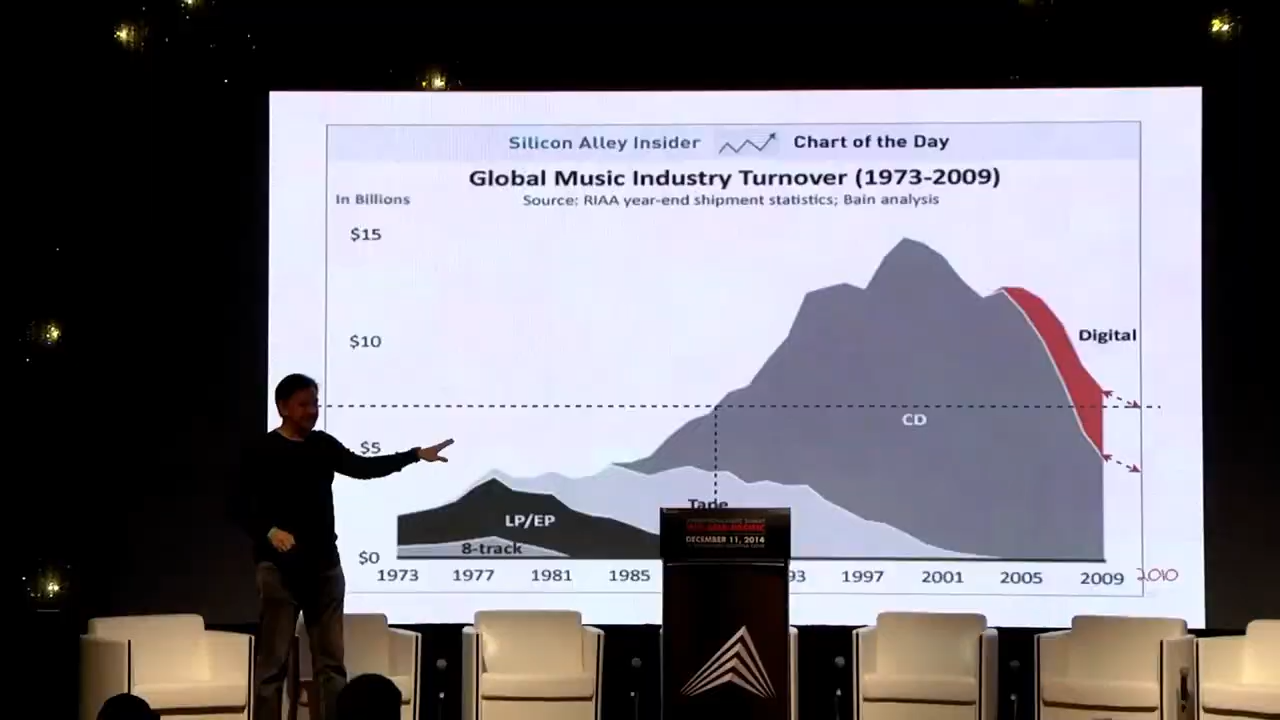 Silicon Alley Insider Chart of the Day
Global Music Industry Turnover (1973-2009)
In Billions
Source: RIAA year-end shipment statistics; Bain analysis
$15
$10
Digital
CD
$5
Tape
LP/EP
8-track
$0
1973 1977 1981 1985 93 1997 2001 2005 2009 2010
DECEMBER 11, 2014